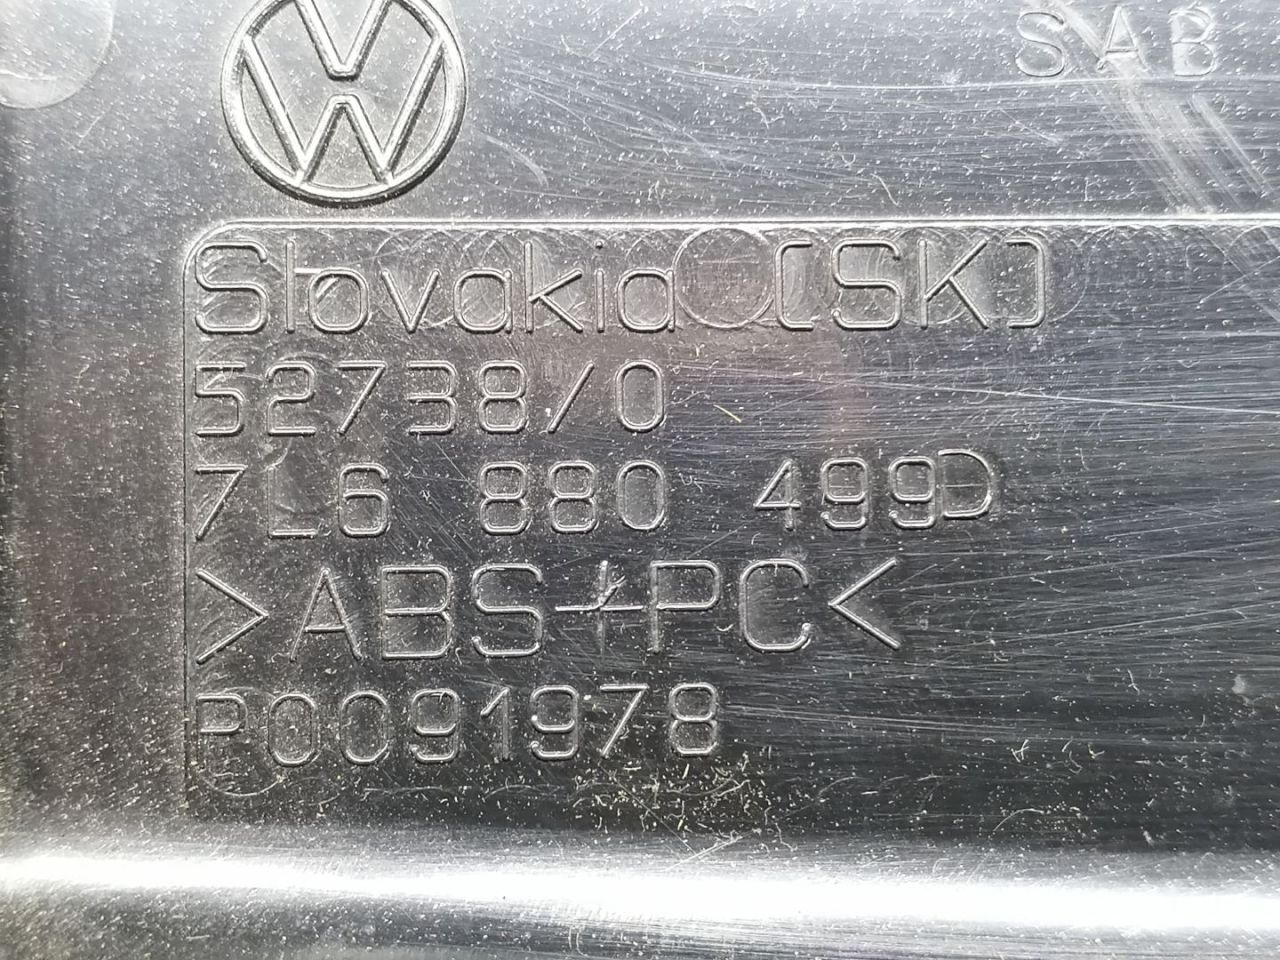 SAB
Slovakia (SK)
52738/0
7L6 880 499D
>ABS+PC<
P0091978